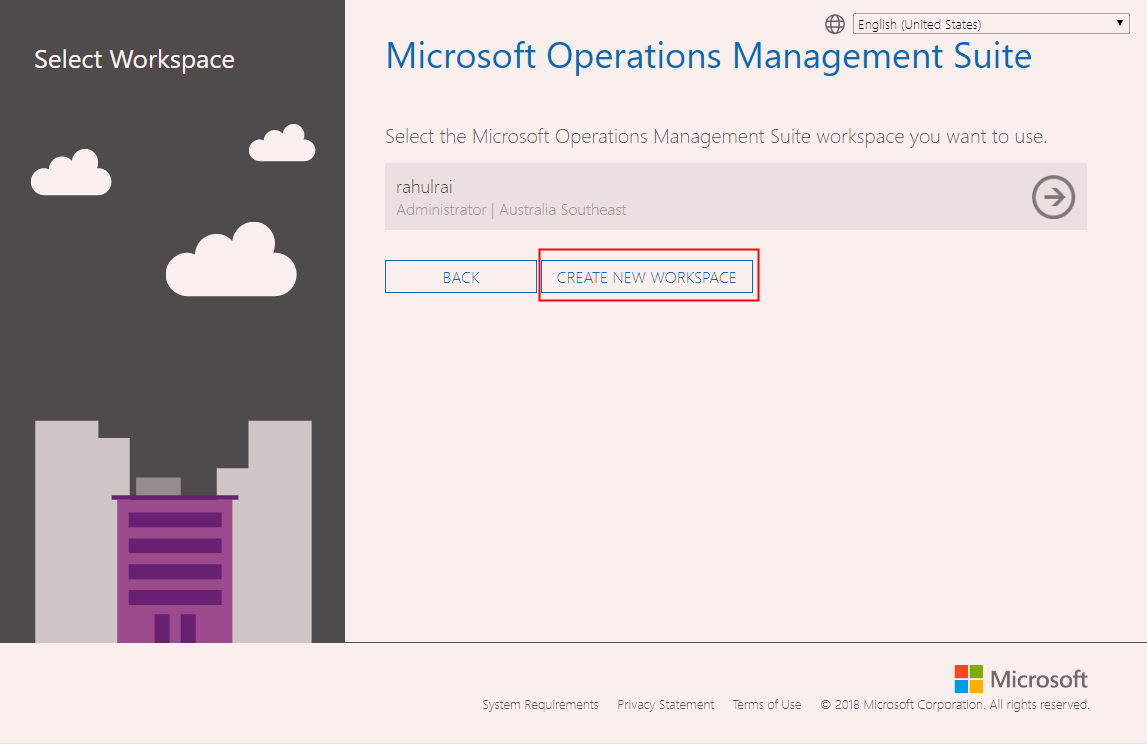 Select Workspace
English (United States)
Microsoft Operations Management Suite
Select the Microsoft Operations Management Suite workspace you want to use.
rahulrai
Administrator | Australia Southeast
BACK
CREATE NEW WORKSPACE
Microsoft
System Requirements Privacy Statement Terms of Use © 2018 Microsoft Corporation. All rights reserved.